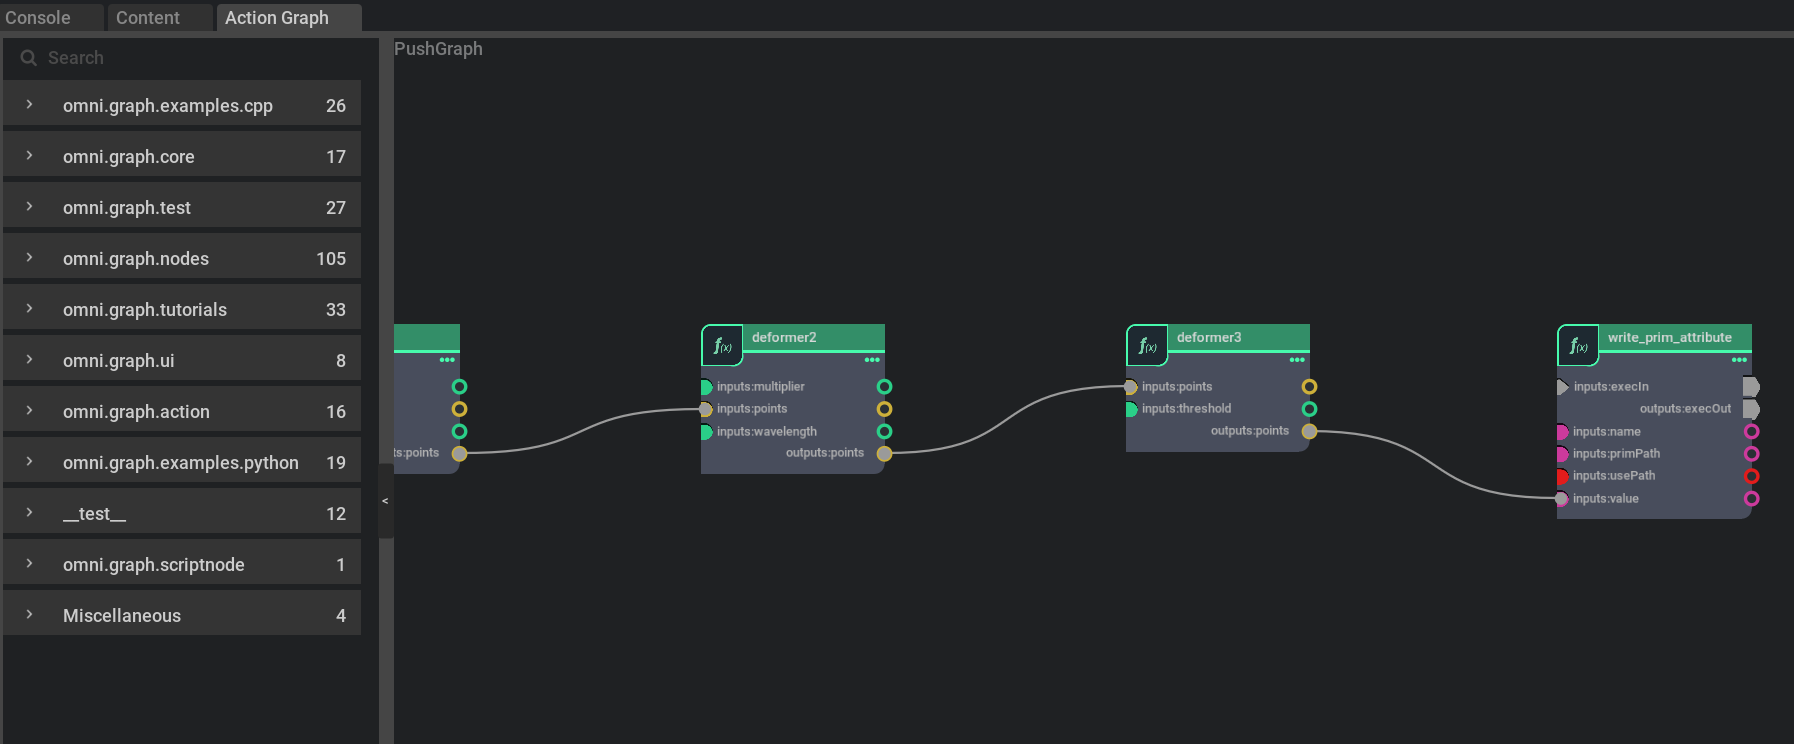 Console
Content
Action Graph
Search
omni.graph.examples.cpp 26
omni.graph.core 17
omni.graph.test 27
omni.graph.nodes 105
omni.graph.tutorials 33
omni.graph.ui 8
omni.graph.action 16
omni.graph.examples.python 19
__test__ 12
omni.graph.scriptnode 1
Miscellaneous 4
<
PushGraph
ts:points
f(x) deformer2
inputs:multiplier
inputs:points
inputs:wavelength
outputs:points
f(x) deformer3
inputs:points
inputs:threshold
outputs:points
f(x) write_prim_attribute
inputs:execIn
outputs:execOut
inputs:name
inputs:primPath
inputs:usePath
inputs:value